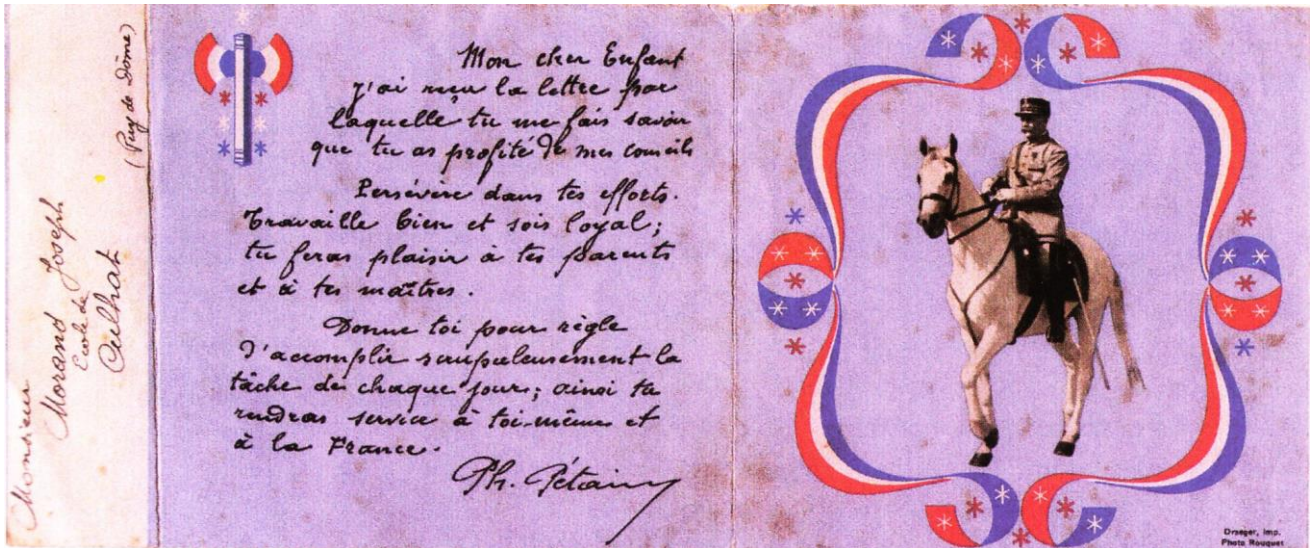 Monsieur
Morand Joseph
Ecole de
Culhat
(Puy de Dôme)
Mon cher Enfant
j'ai reçu la lettre par
laquelle tu me fais savoir
que tu as profité de mes conseils
Persévère dans tes efforts.
Travaille bien et sois loyal;
tu feras plaisir à tes parents
et à tes maîtres.
Donne toi pour règle
d'accomplir scrupuleusement la
tâche de chaque jour; ainsi tu
rendras service à toi-même et
à la France.
Ph. Pétain
Draeger, Imp.
Photo Rouquet